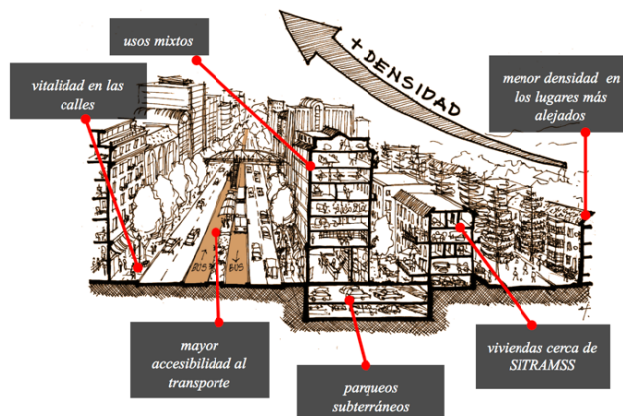 usos mixtos
+ DENSIDAD
vitalidad en las
calles
menor densidad en
los lugares más
alejados
BUS
BUS
mayor
accesibilidad al
transporte
parqueos
subterráneos
viviendas cerca de
SITRAMSS